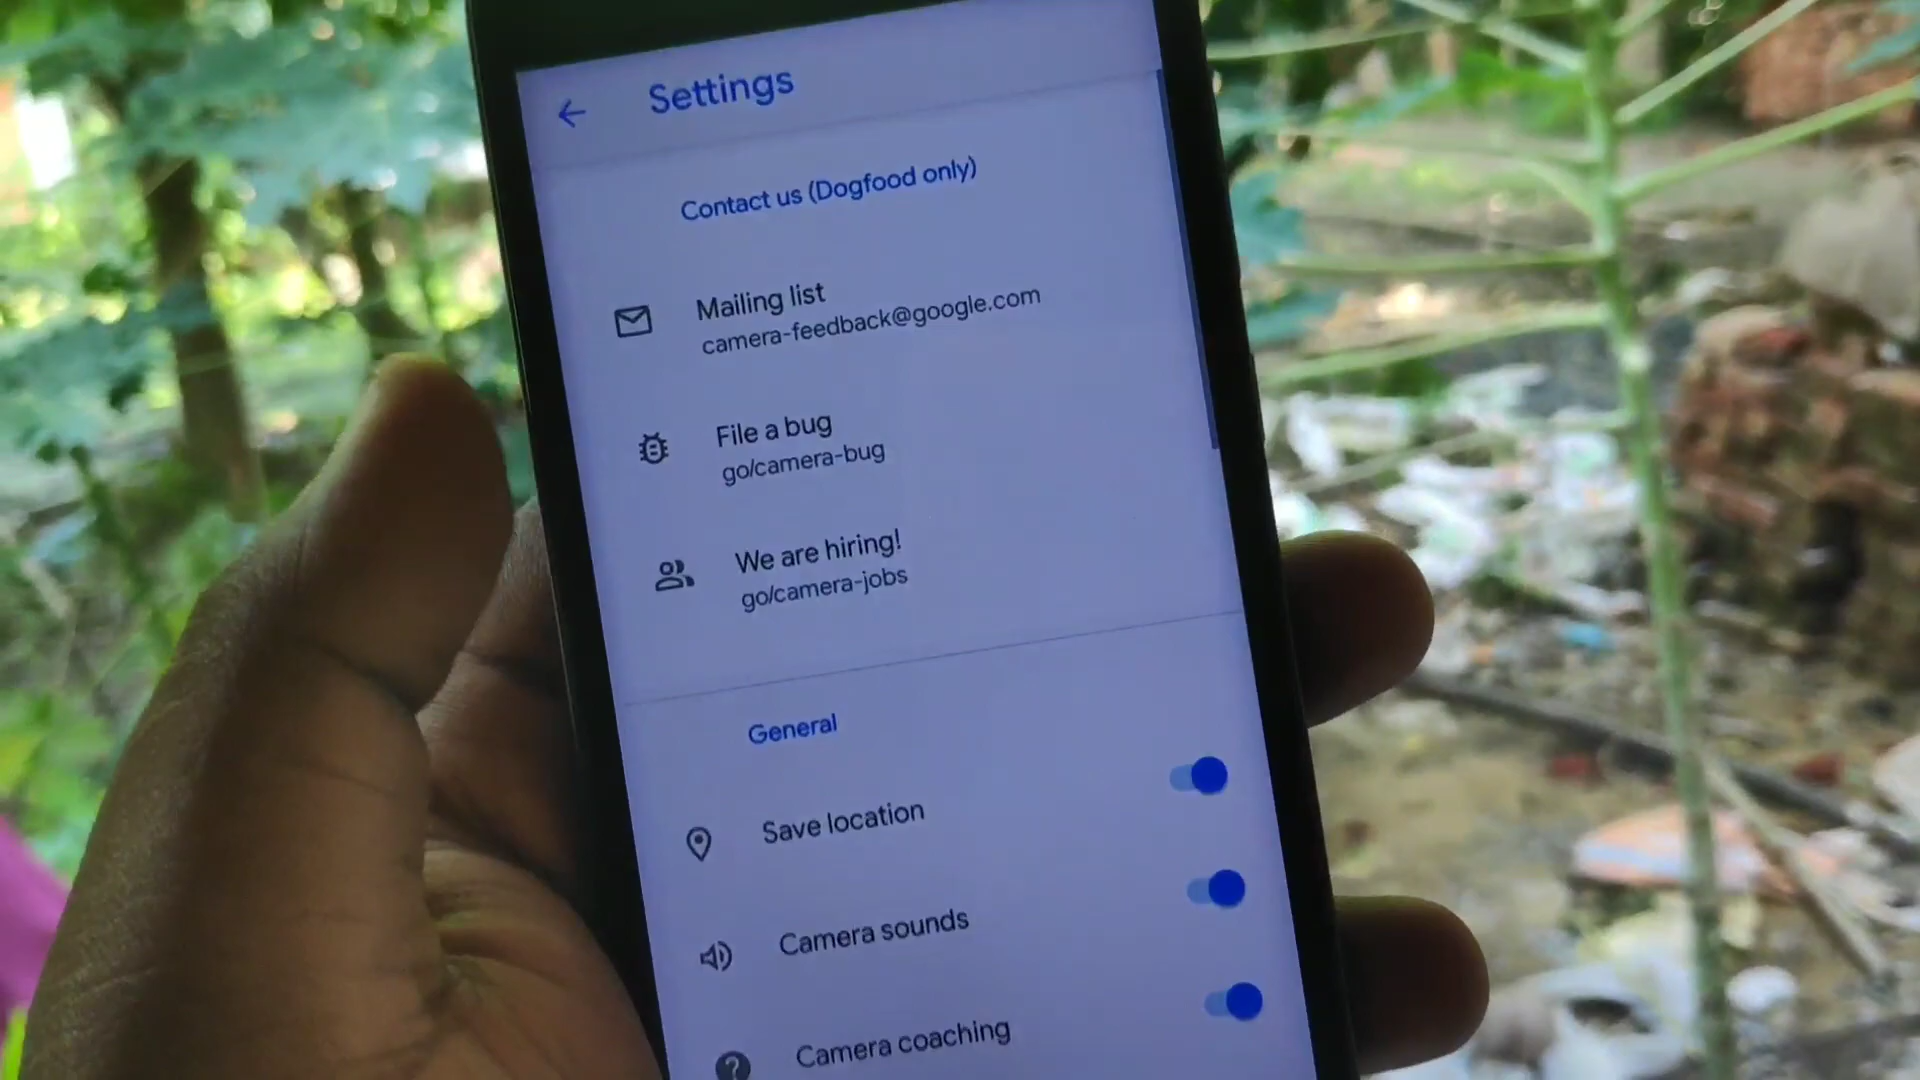 Settings
Contact us (Dogfood only)
Mailing list
camera-feedback@google.com
File a bug
go/camera-bug
We are hiring!
go/camera-jobs
General
Save location
Camera sounds
Camera coaching